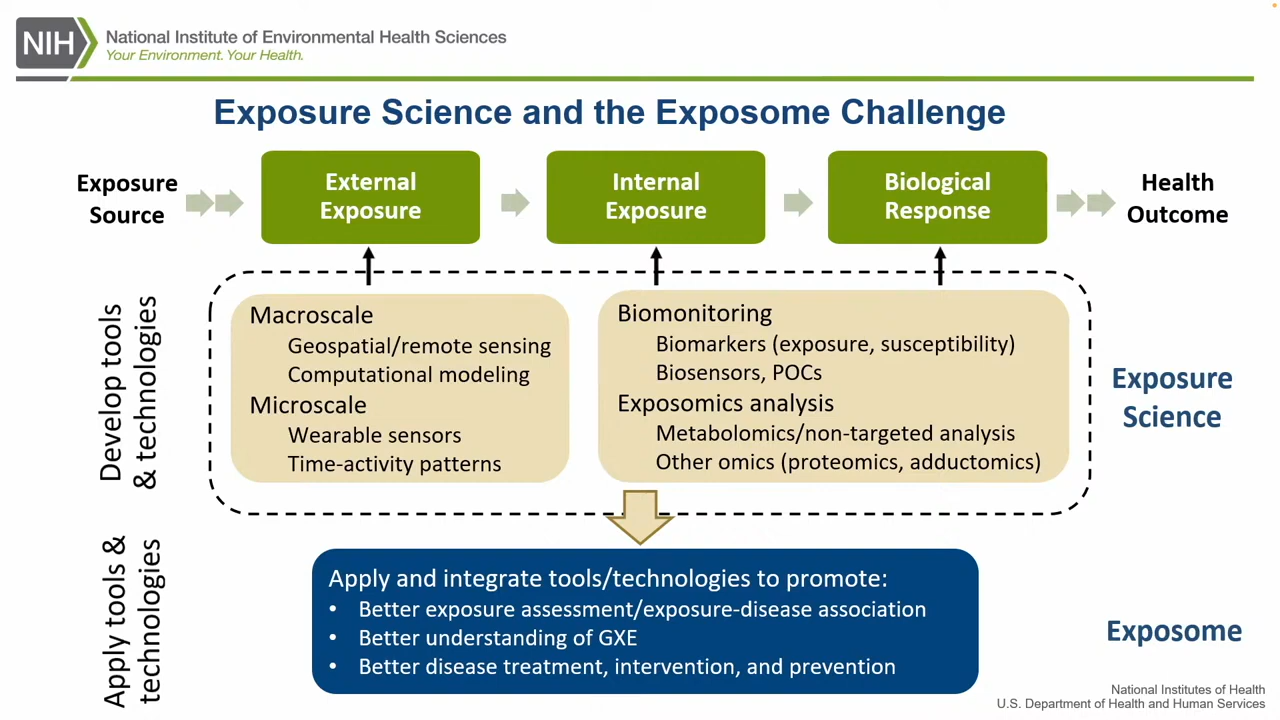 NIH
National Institute of Environmental Health Sciences
Your Environment. Your Health.
Exposure Science and the Exposome Challenge
Exposure
Source
External
Exposure
Internal
Exposure
Biological
Response
Health
Outcome
Develop tools
& technologies
Macroscale
Geospatial/remote sensing
Computational modeling
Microscale
Wearable sensors
Time-activity patterns
Biomonitoring
Biomarkers (exposure, susceptibility)
Biosensors, POCs
Exposomics analysis
Metabolomics/non-targeted analysis
Other omics (proteomics, adductomics)
Exposure
Science
Apply tools &
technologies
Apply and integrate tools/technologies to promote:
• Better exposure assessment/exposure-disease association
• Better understanding of GXE
• Better disease treatment, intervention, and prevention
Exposome
National Institutes of Health
U.S. Department of Health and Human Services